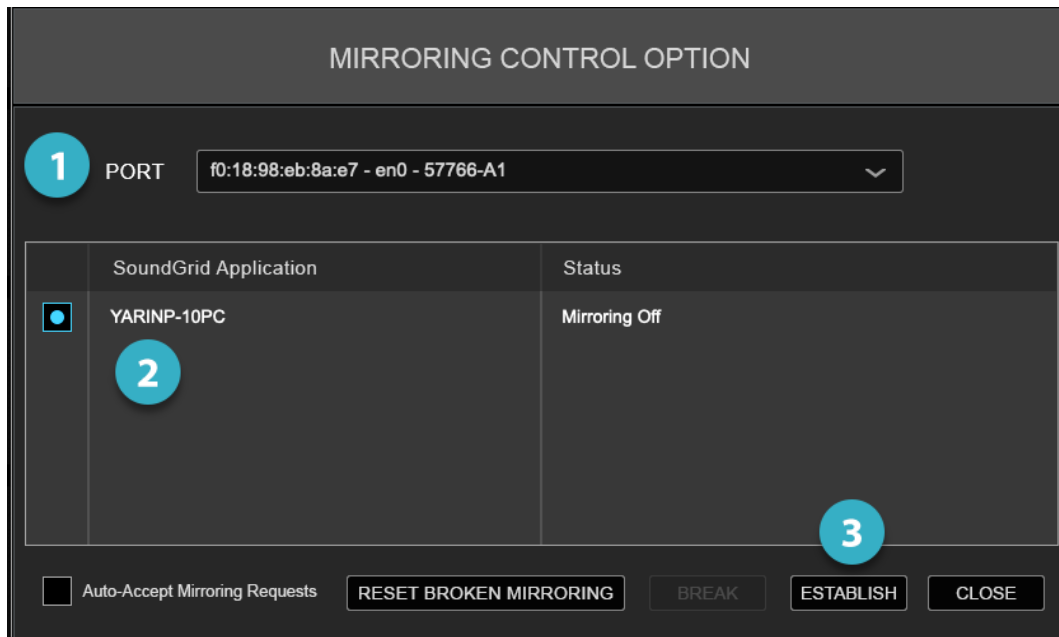 MIRRORING CONTROL OPTION
1 PORT f0:18:98:eb:8a:e7 - en0 - 57766-A1
SoundGrid Application Status
YARINP-10PC Mirroring Off
2
3
Auto-Accept Mirroring Requests RESET BROKEN MIRRORING BREAK ESTABLISH CLOSE